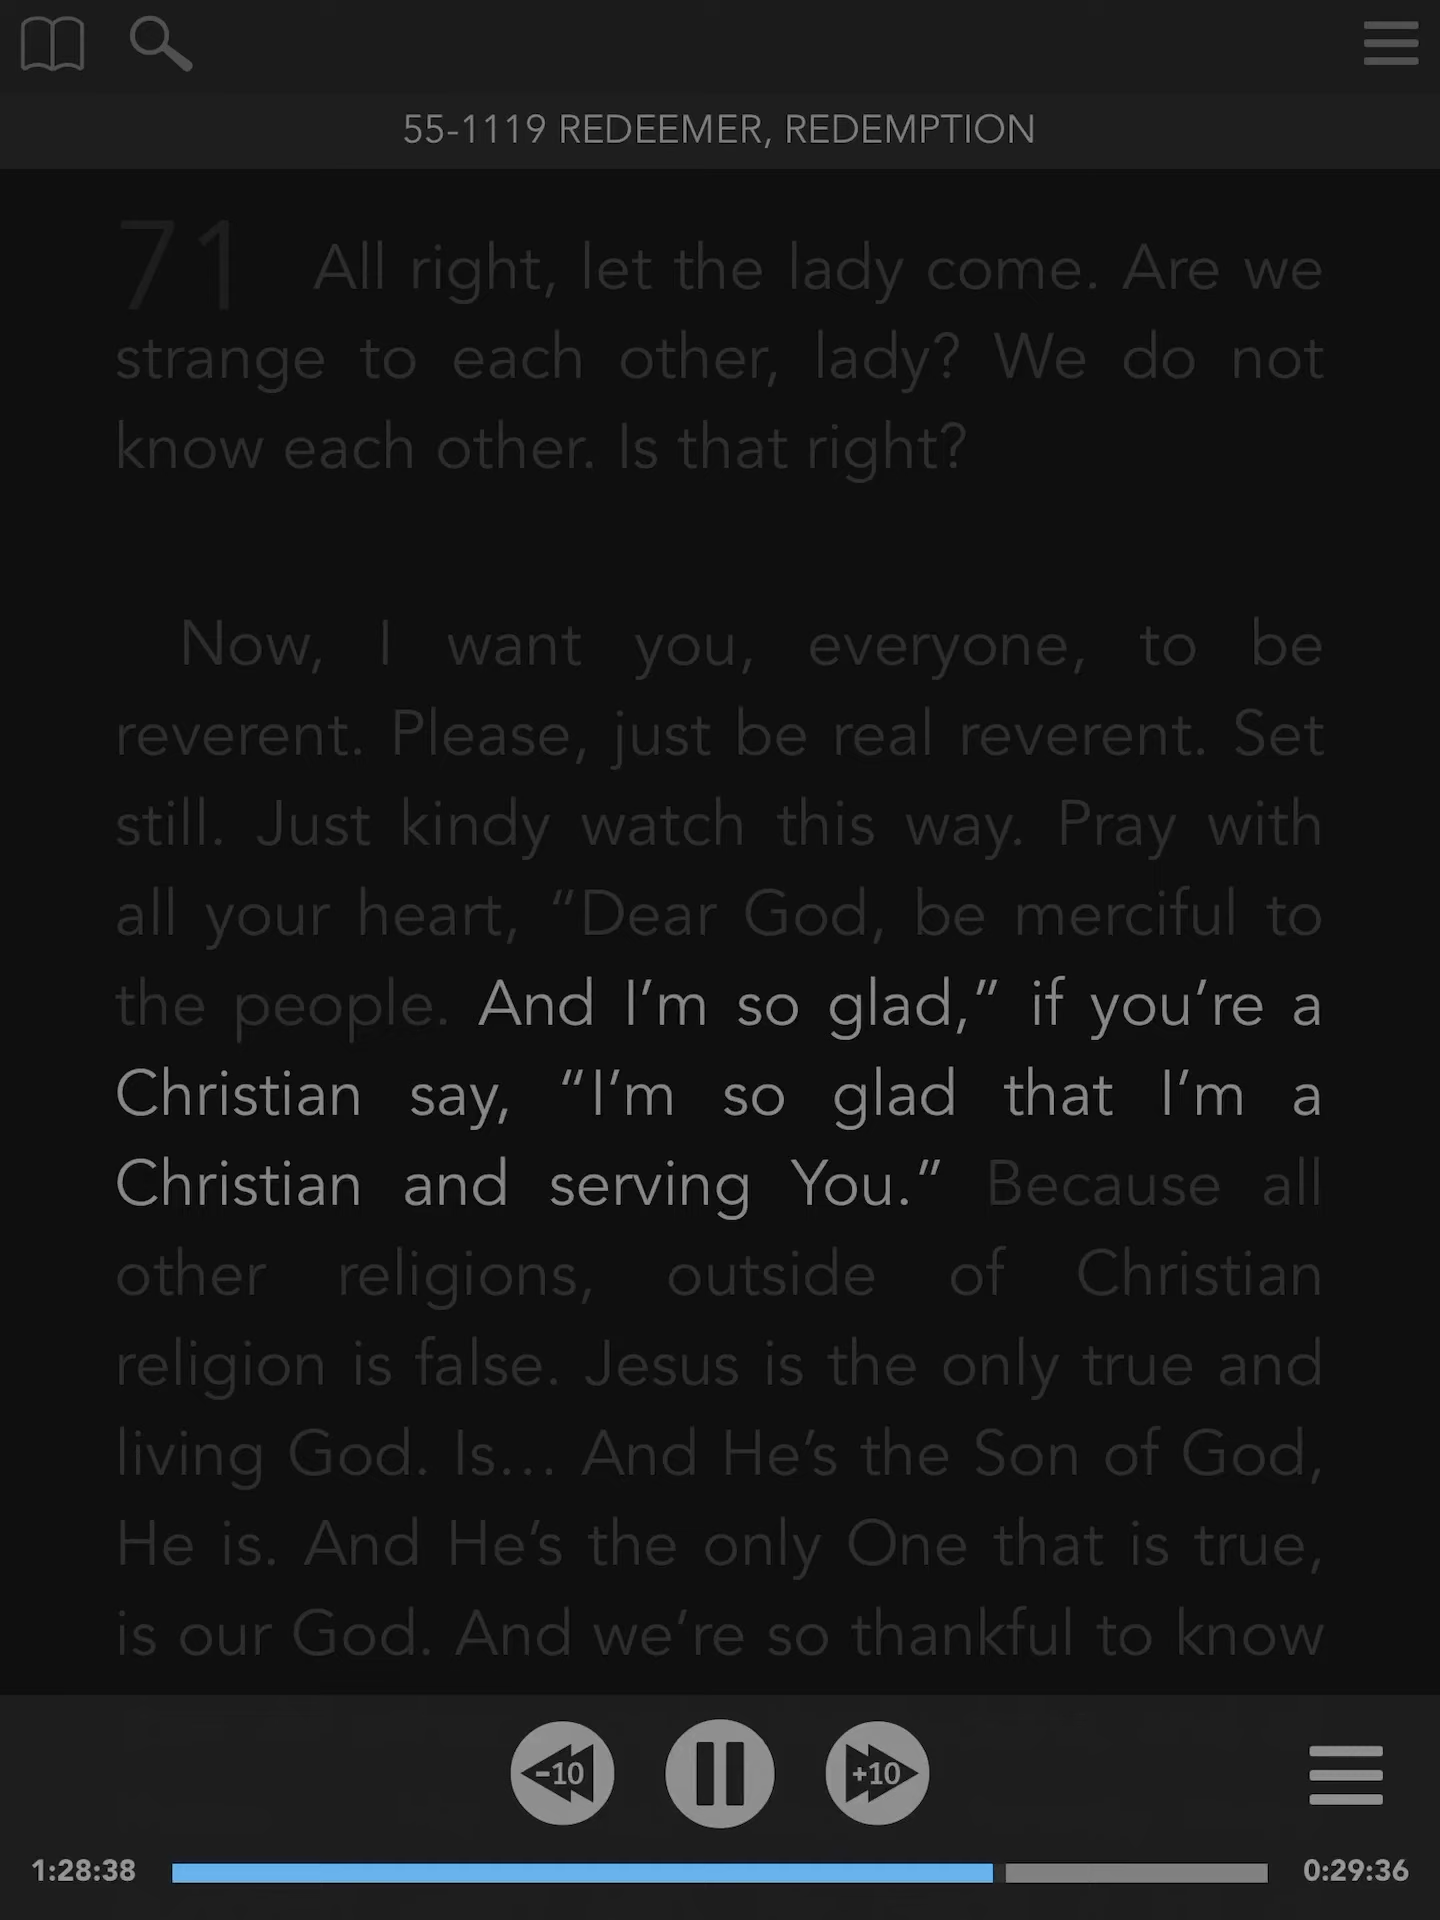 55-1119 REDEEMER, REDEMPTION
71 All right, let the lady come. Are we
strange to each other, lady? We do not
know each other. Is that right?
Now, I want you, everyone, to be
reverent. Please, just be real reverent. Set
still. Just kindy watch this way. Pray with
all your heart, “Dear God, be merciful to
the people. And I’m so glad,” if you’re a
Christian say, “I’m so glad that I’m a
Christian and serving You.” Because all
other religions, outside of Christian
religion is false. Jesus is the only true and
living God. Is… And He’s the Son of God,
He is. And He’s the only One that is true,
is our God. And we’re so thankful to know
-10 +10
1:28:38 0:29:36